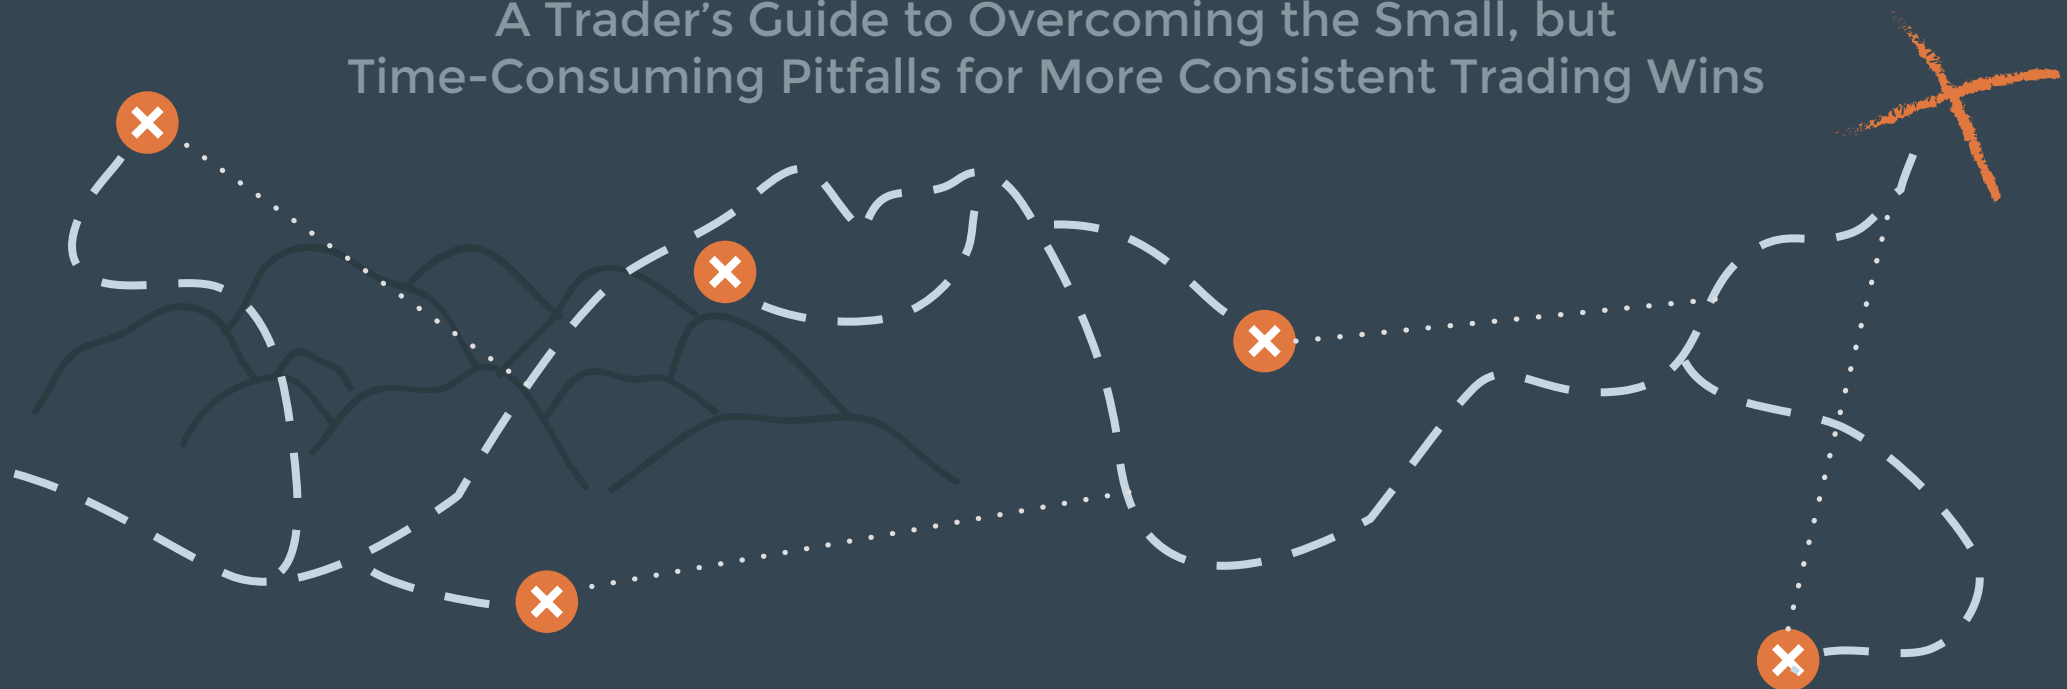 A Trader’s Guide to Overcoming the Small, but
Time-Consuming Pitfalls for More Consistent Trading Wins